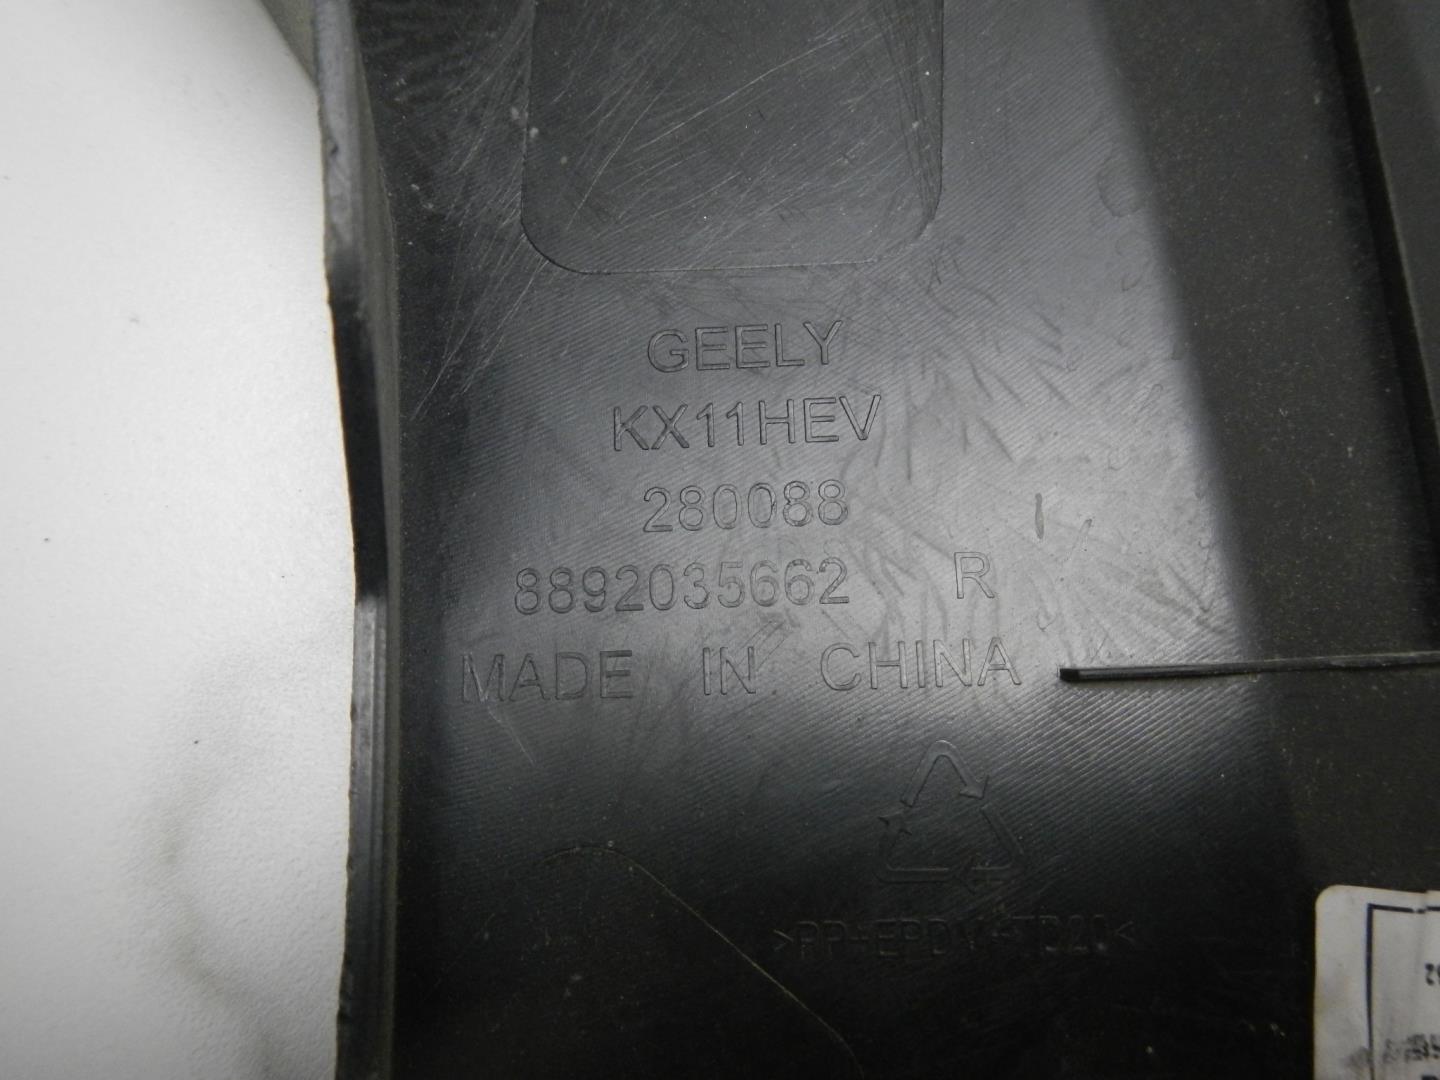 GEELY
KX11HEV
280088
8892035662 R
MADE IN CHINA
>PP+EPDM-TD20<